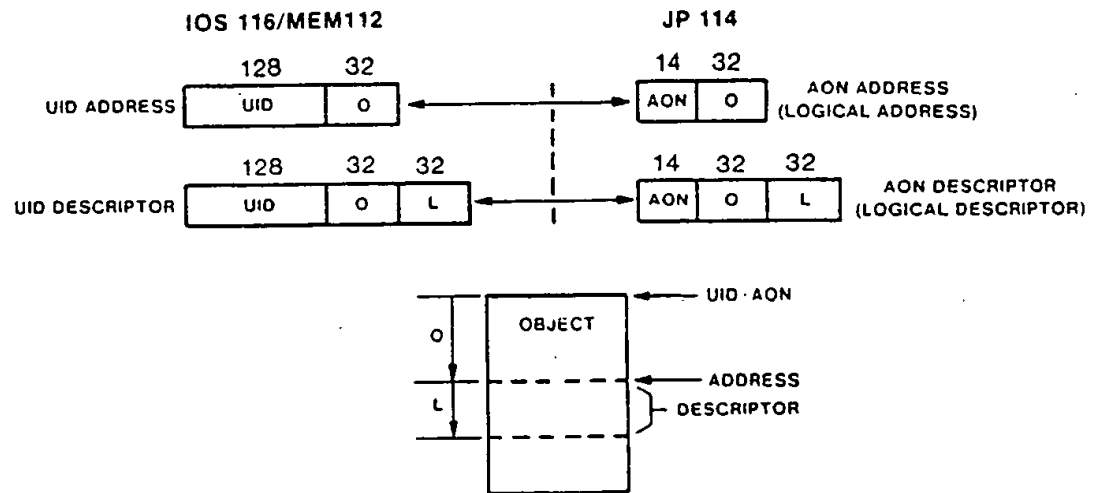 IOS 116/MEM112
JP 114
128 32
14 32
UID ADDRESS
UID O
AON O
AON ADDRESS
(LOGICAL ADDRESS)
128 32 32
14 32 32
UID DESCRIPTOR
UID O L
AON O L
AON DESCRIPTOR
(LOGICAL DESCRIPTOR)
UID·AON
OBJECT
O
ADDRESS
L
DESCRIPTOR